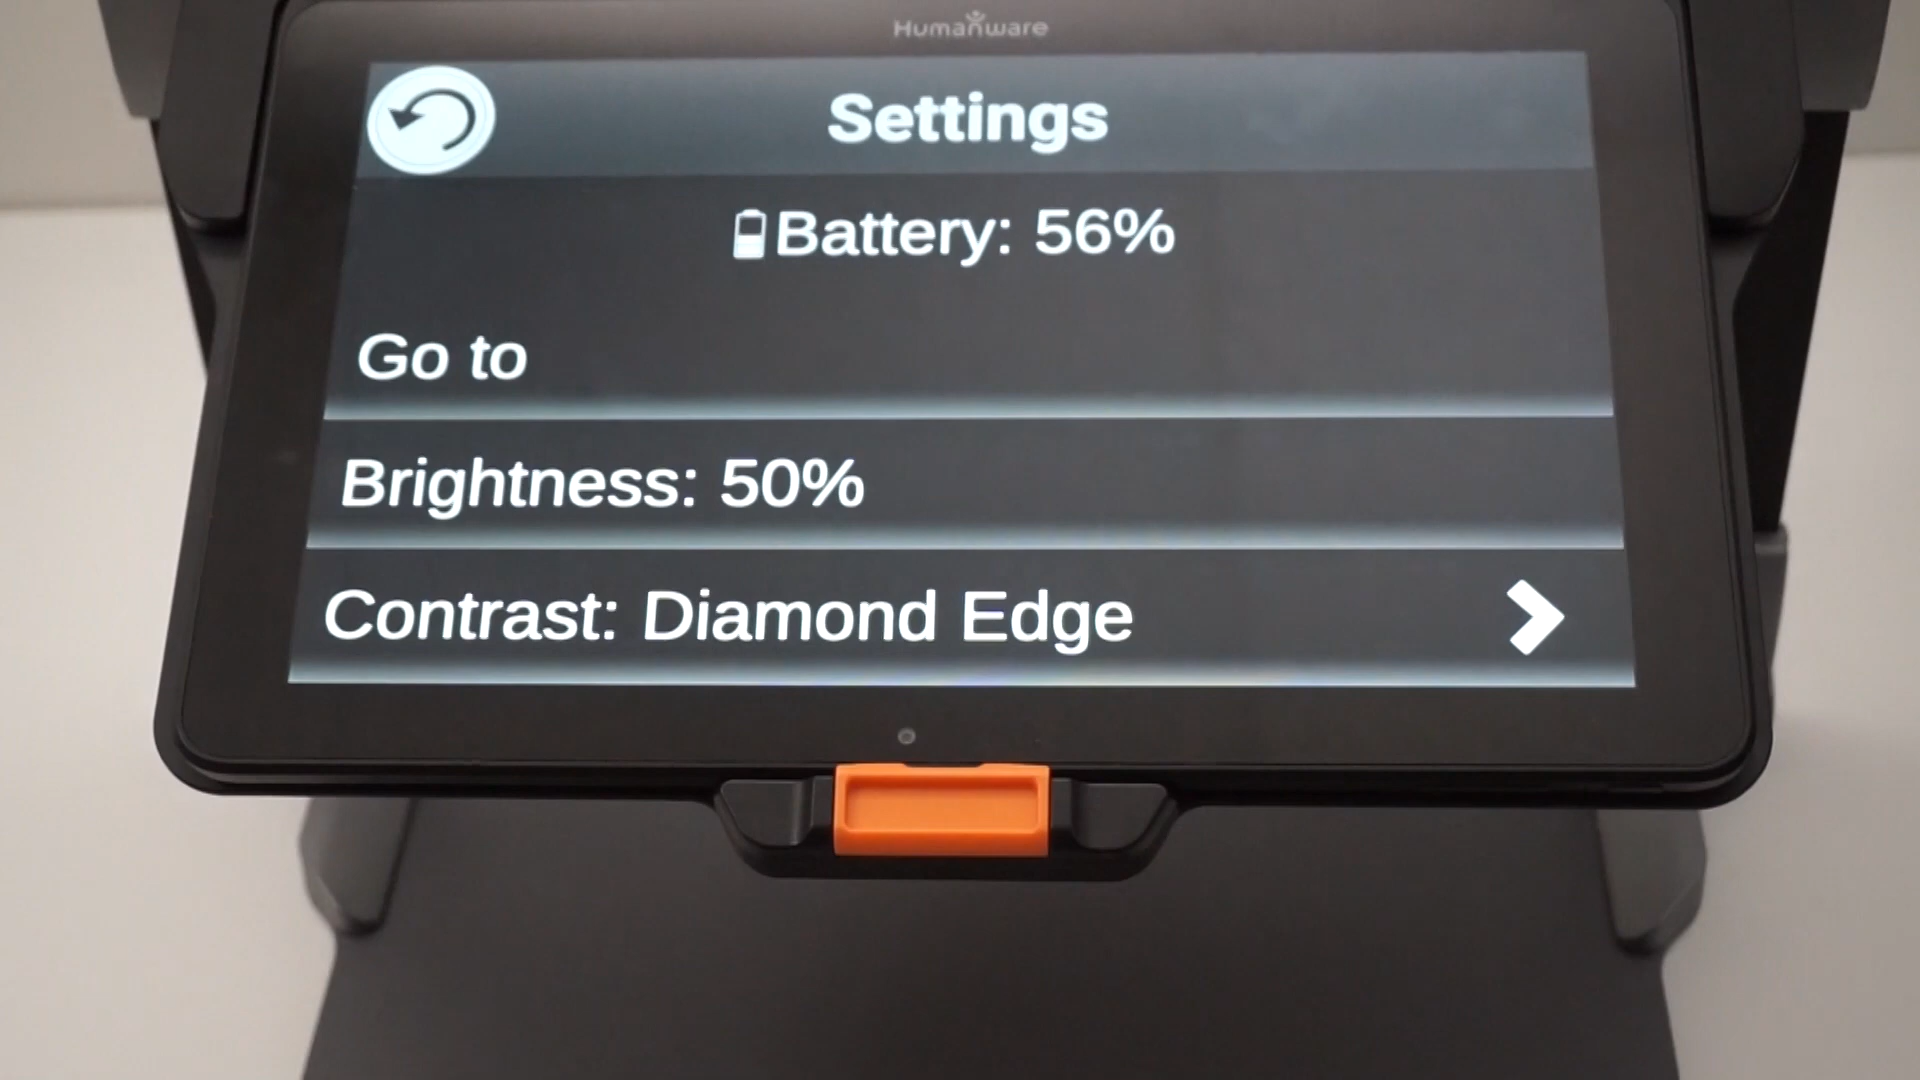 Humanware
Settings
Battery: 56%
Go to
Brightness: 50%
Contrast: Diamond Edge